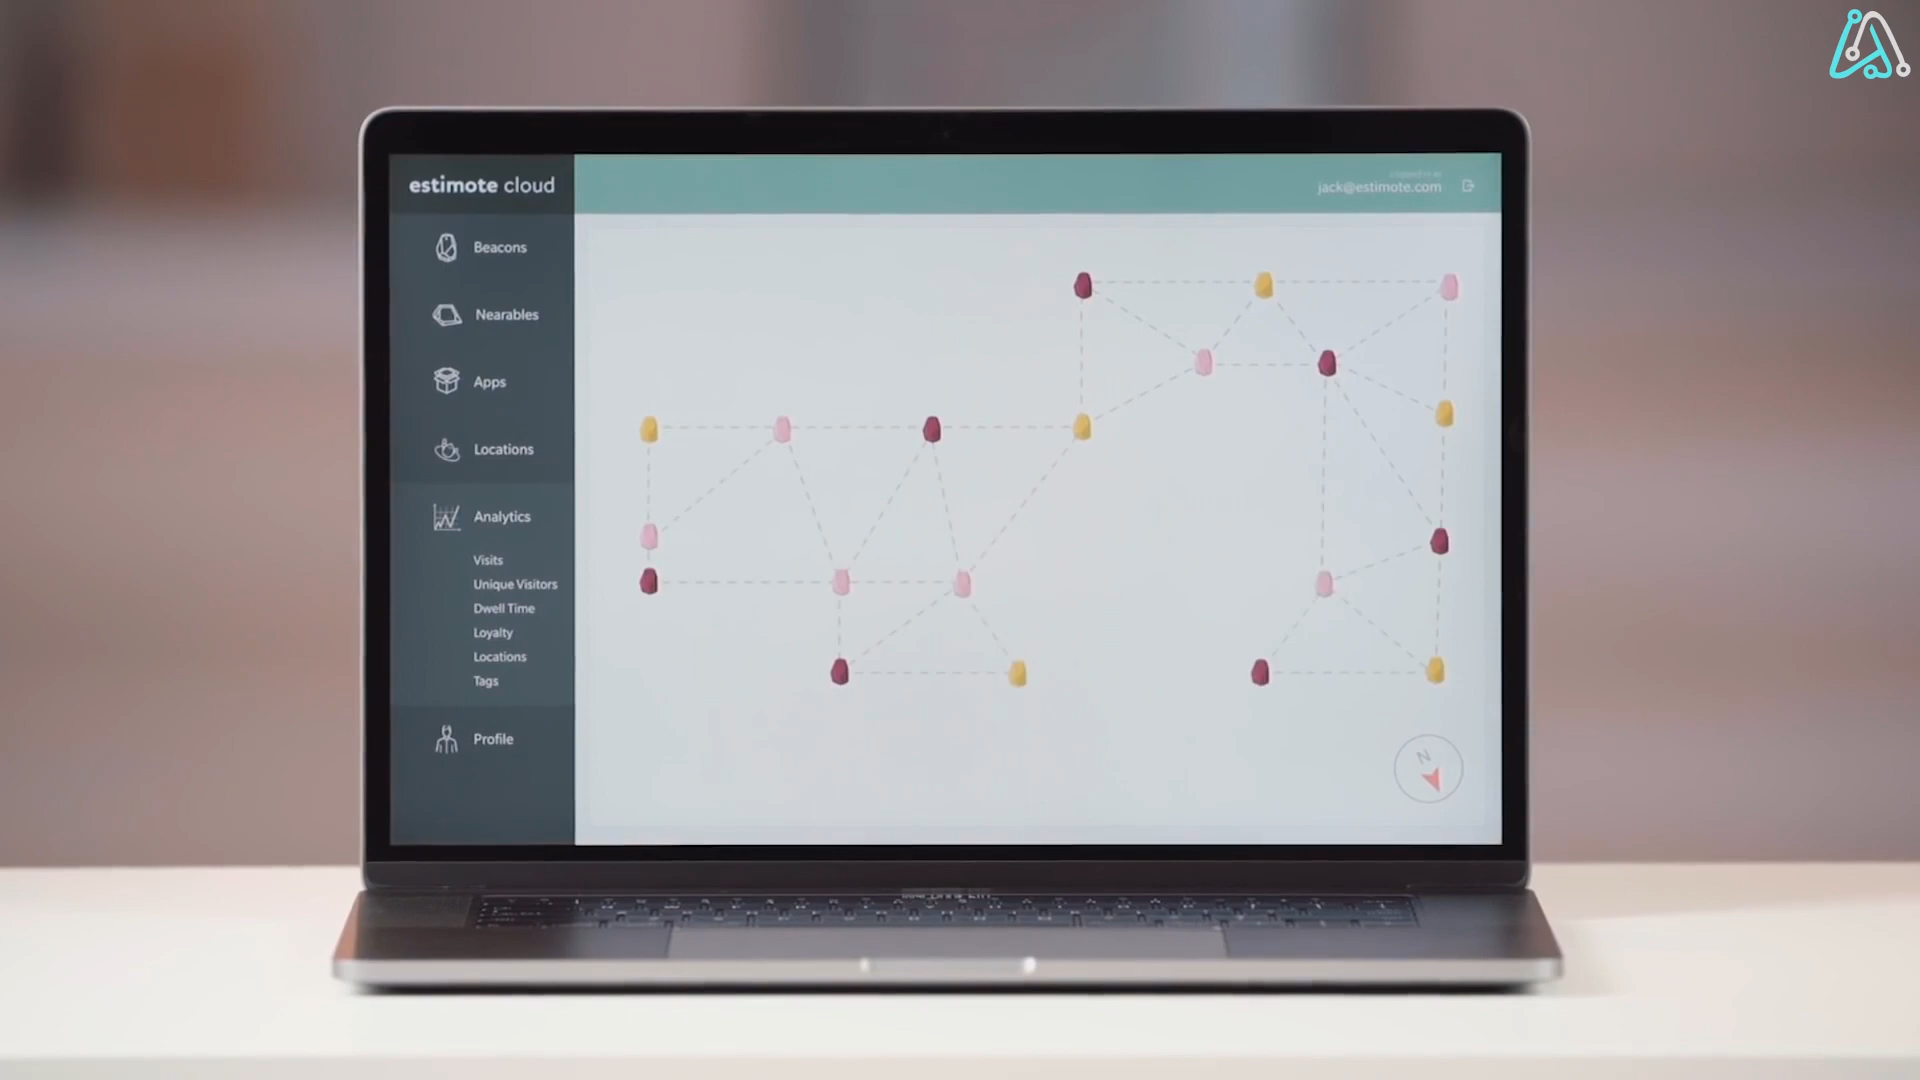 estimote cloud
jack@estimote.com
Beacons
Nearables
Apps
Locations
Analytics
Visits
Unique Visitors
Dwell Time
Loyalty
Locations
Tags
Profile
N